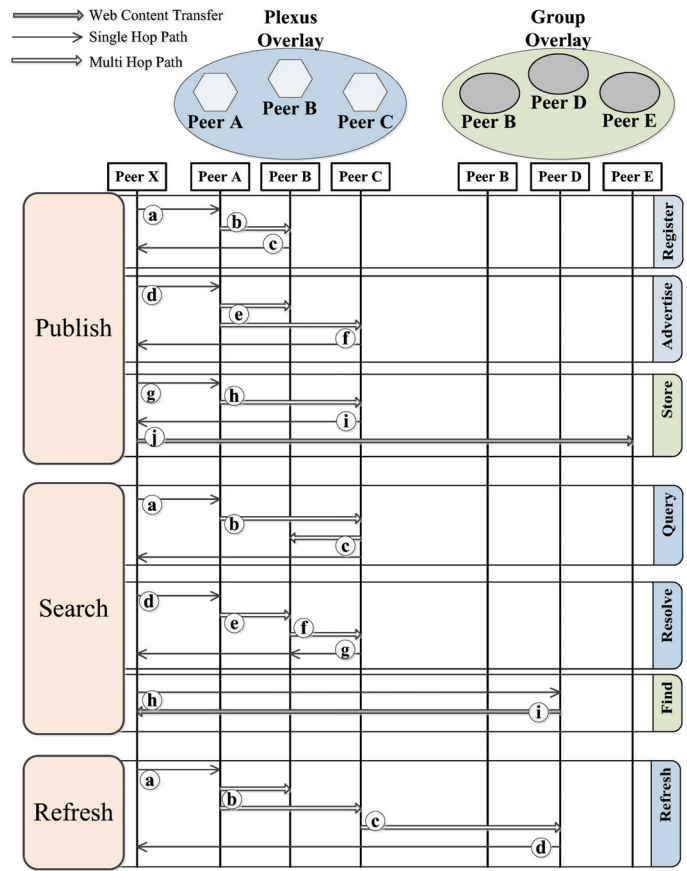 Web Content Transfer
Single Hop Path
Multi Hop Path
Plexus
Overlay
Peer A
Peer B
Peer C
Group
Overlay
Peer B
Peer D
Peer E
Peer X
Peer A
Peer B
Peer C
Peer B
Peer D
Peer E
Publish
a
b
c
Register
d
e
f
Advertise
g
h
i
j
Store
Search
a
b
c
Query
d
e
f
g
Resolve
h
i
Find
Refresh
a
b
c
d
Refresh